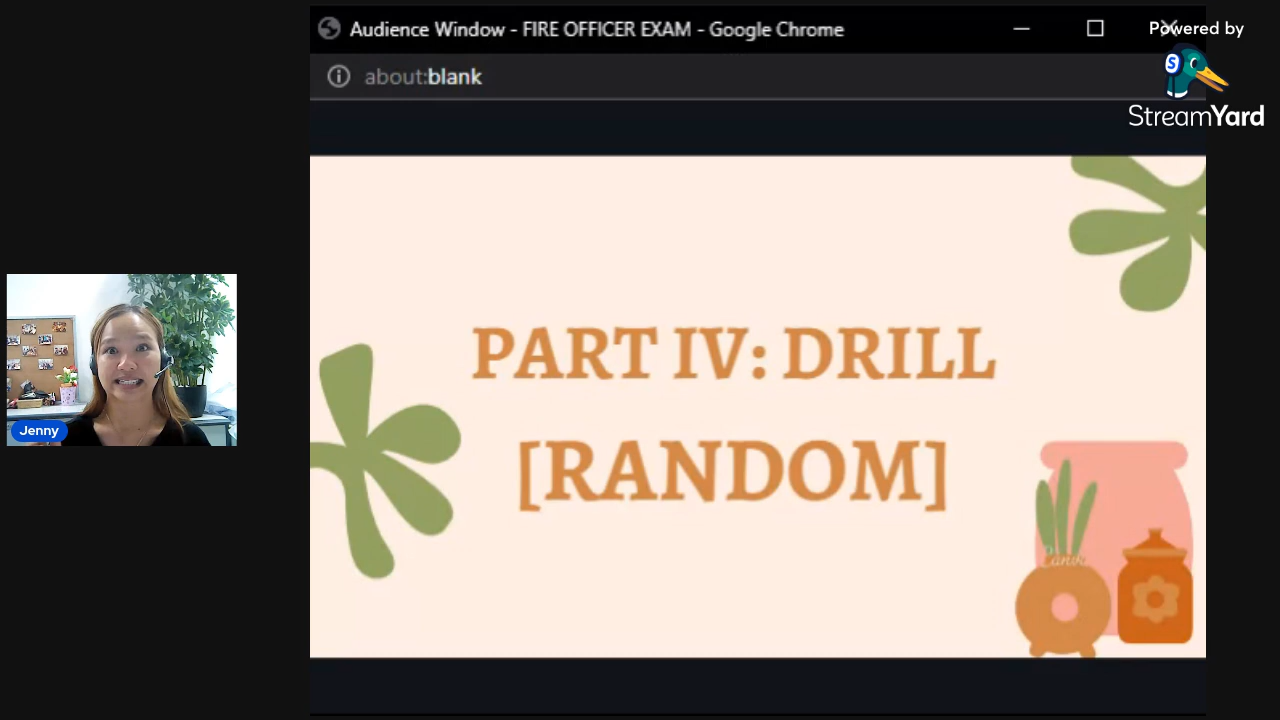 Audience Window - FIRE OFFICER EXAM - Google Chrome
Powered by
about:blank
StreamYard
PART IV: DRILL
[RANDOM]
Jenny